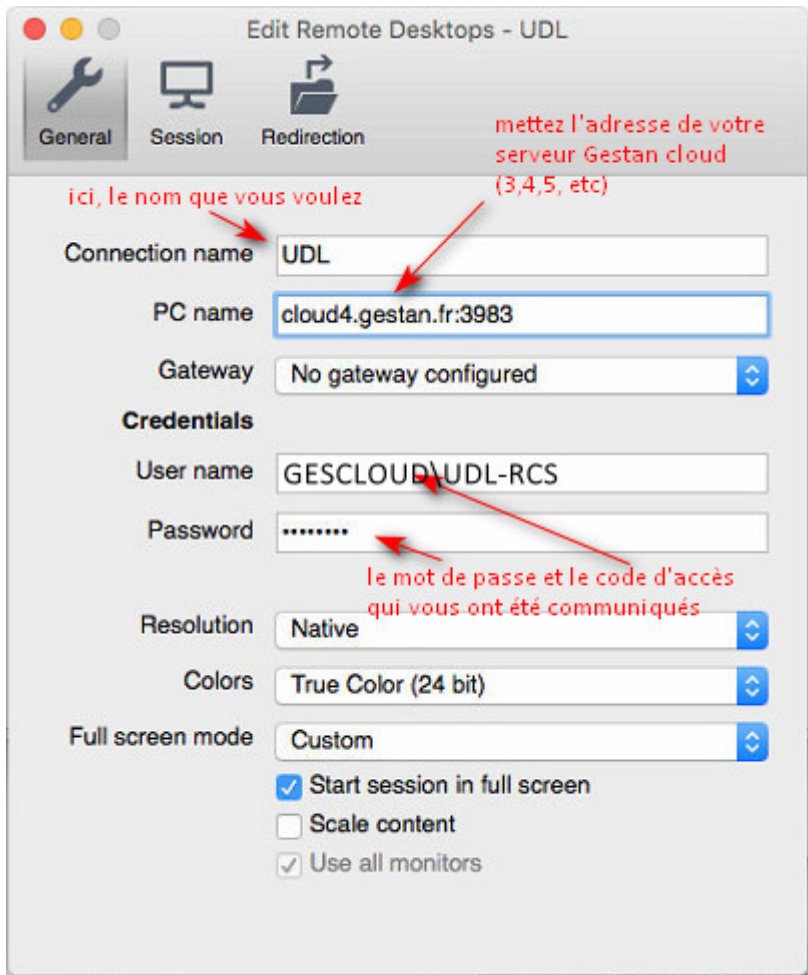 Edit Remote Desktops - UDL
General
Session
Redirection
mettez l'adresse de votre
serveur Gestan cloud
(3,4,5, etc)
ici, le nom que vous voulez
Connection name UDL
PC name cloud4.gestan.fr:3983
Gateway No gateway configured
Credentials
User name GESCLOUD\UDL-RCS
Password ••••••••
le mot de passe et le code d'accès
qui vous ont été communiqués
Resolution Native
Colors True Color (24 bit)
Full screen mode Custom
Start session in full screen
Scale content
Use all monitors